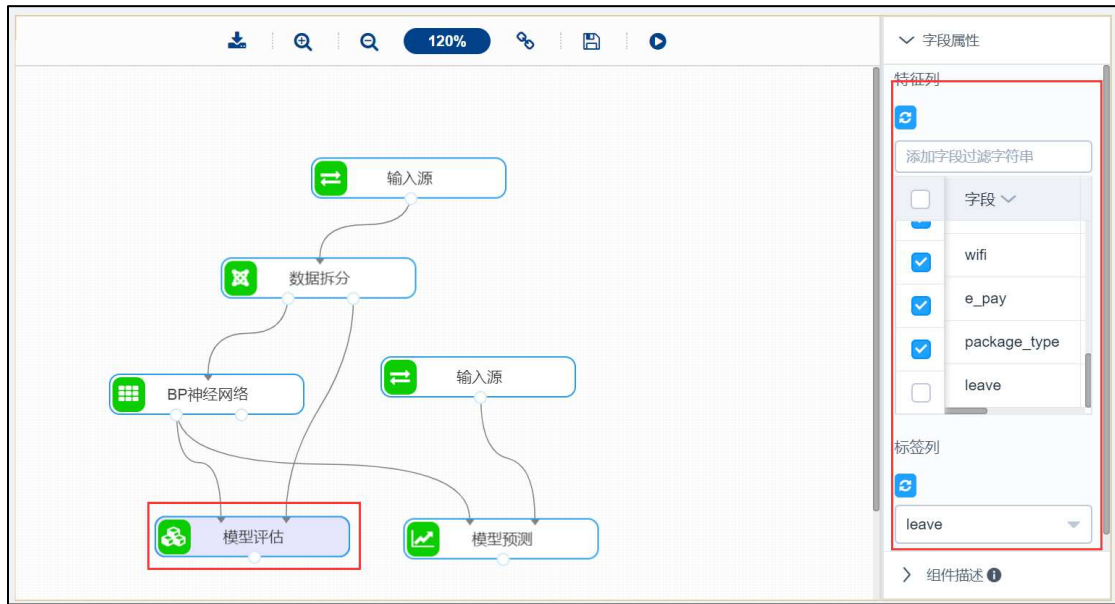 120%
字段属性
特征列
添加字段过滤字符串
字段
wifi
e_pay
package_type
leave
标签列
leave
组件描述
输入源
数据拆分
BP神经网络
输入源
模型评估
模型预测